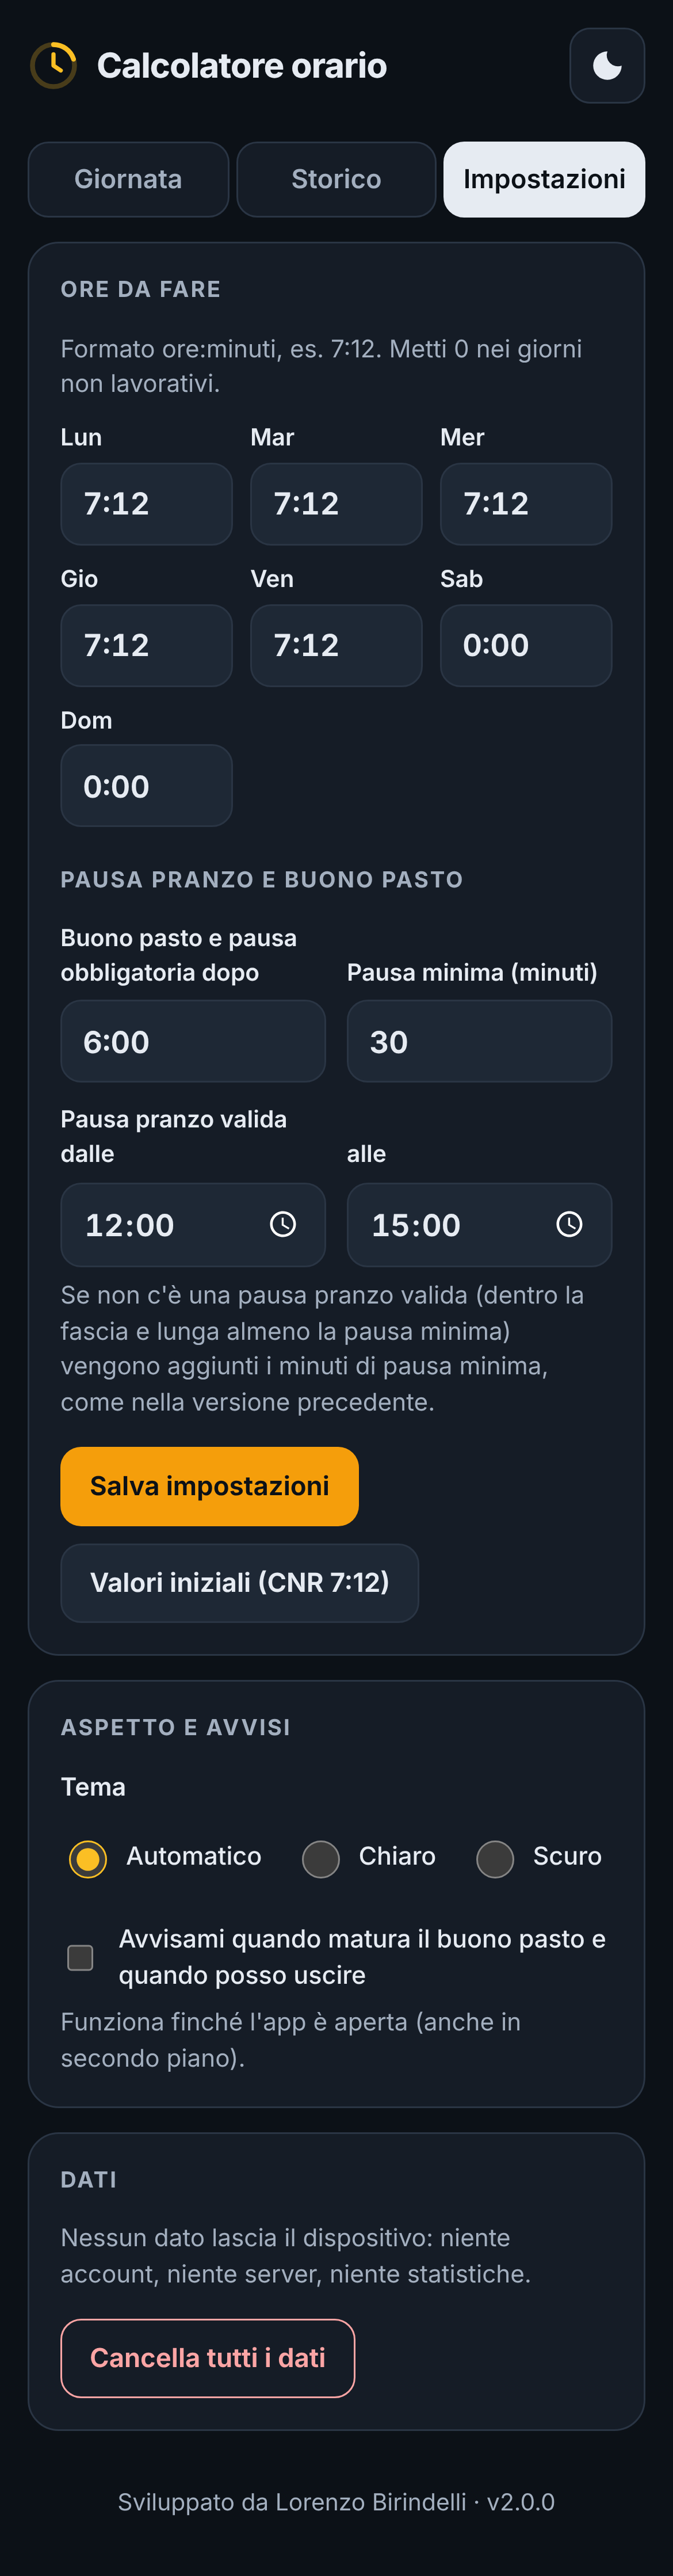 Calcolatore orario
Giornata
Storico
Impostazioni
ORE DA FARE
Formato ore:minuti, es. 7:12. Metti 0 nei giorni
non lavorativi.
Lun
Mar
Mer
7:12
7:12
7:12
Gio
Ven
Sab
7:12
7:12
0:00
Dom
0:00
PAUSA PRANZO E BUONO PASTO
Buono pasto e pausa
obbligatoria dopo
Pausa minima (minuti)
6:00
30
Pausa pranzo valida
dalle
alle
12:00
15:00
Se non c'è una pausa pranzo valida (dentro la
fascia e lunga almeno la pausa minima)
vengono aggiunti i minuti di pausa minima,
come nella versione precedente.
Salva impostazioni
Valori iniziali (CNR 7:12)
ASPETTO E AVVISI
Tema
Automatico
Chiaro
Scuro
Avvisami quando matura il buono pasto e
quando posso uscire
Funziona finché l'app è aperta (anche in
secondo piano).
DATI
Nessun dato lascia il dispositivo: niente
account, niente server, niente statistiche.
Cancella tutti i dati
Sviluppato da Lorenzo Birindelli · v2.0.0